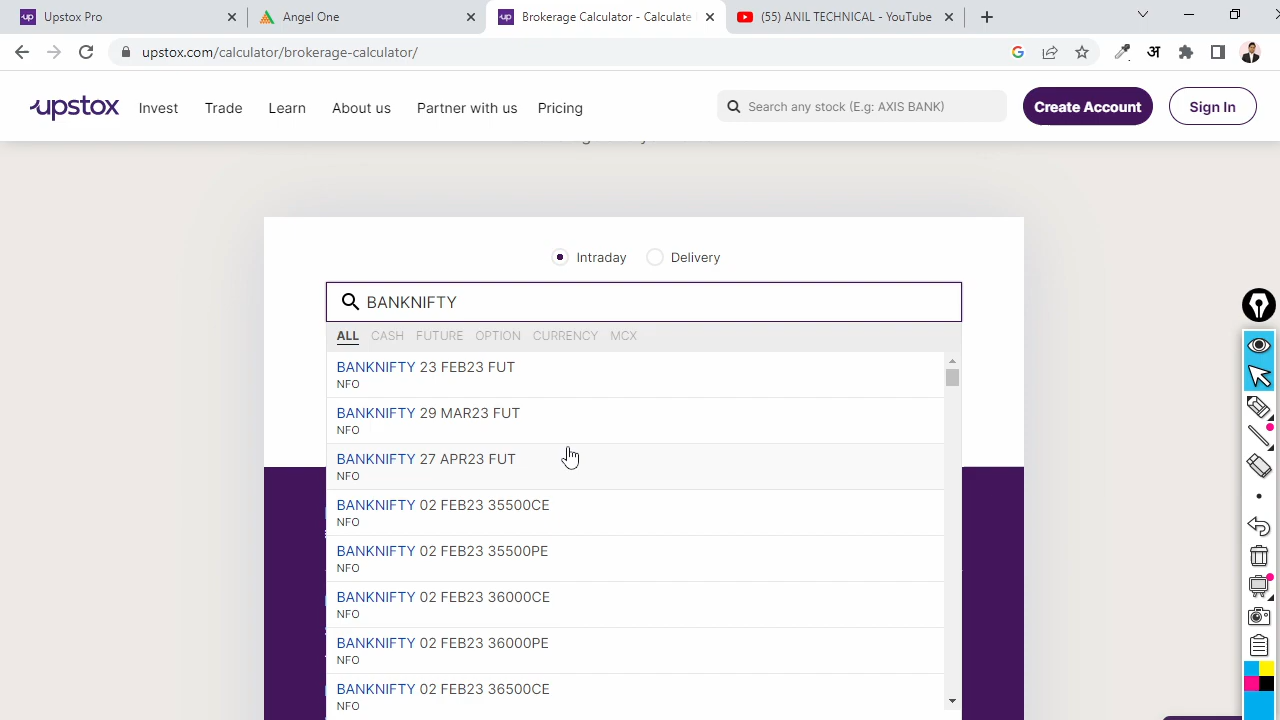 Upstox Pro
Angel One
Brokerage Calculator - Calculate
(55) ANIL TECHNICAL - YouTube
upstox.com/calculator/brokerage-calculator/
अ
upstox
Invest
Trade
Learn
About us
Partner with us
Pricing
Search any stock (E.g: AXIS BANK)
Create Account
Sign In
Intraday
Delivery
BANKNIFTY
ALL CASH FUTURE OPTION CURRENCY MCX
BANKNIFTY 23 FEB23 FUT
NFO
BANKNIFTY 29 MAR23 FUT
NFO
BANKNIFTY 27 APR23 FUT
NFO
BANKNIFTY 02 FEB23 35500CE
NFO
BANKNIFTY 02 FEB23 35500PE
NFO
BANKNIFTY 02 FEB23 36000CE
NFO
BANKNIFTY 02 FEB23 36000PE
NFO
BANKNIFTY 02 FEB23 36500CE
NFO